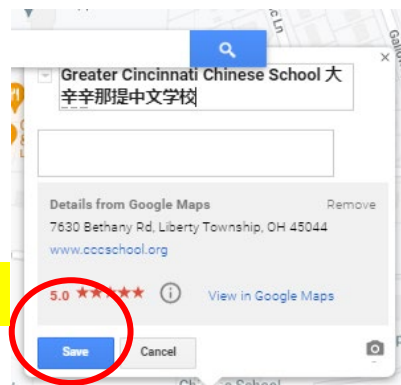 c Ln
Greater Cincinnati Chinese School 大
辛辛那提中文学校
Details from Google Maps
Remove
7630 Bethany Rd, Liberty Township, OH 45044
www.cccschool.org
5.0 ★★★★★
View in Google Maps
Save
Cancel